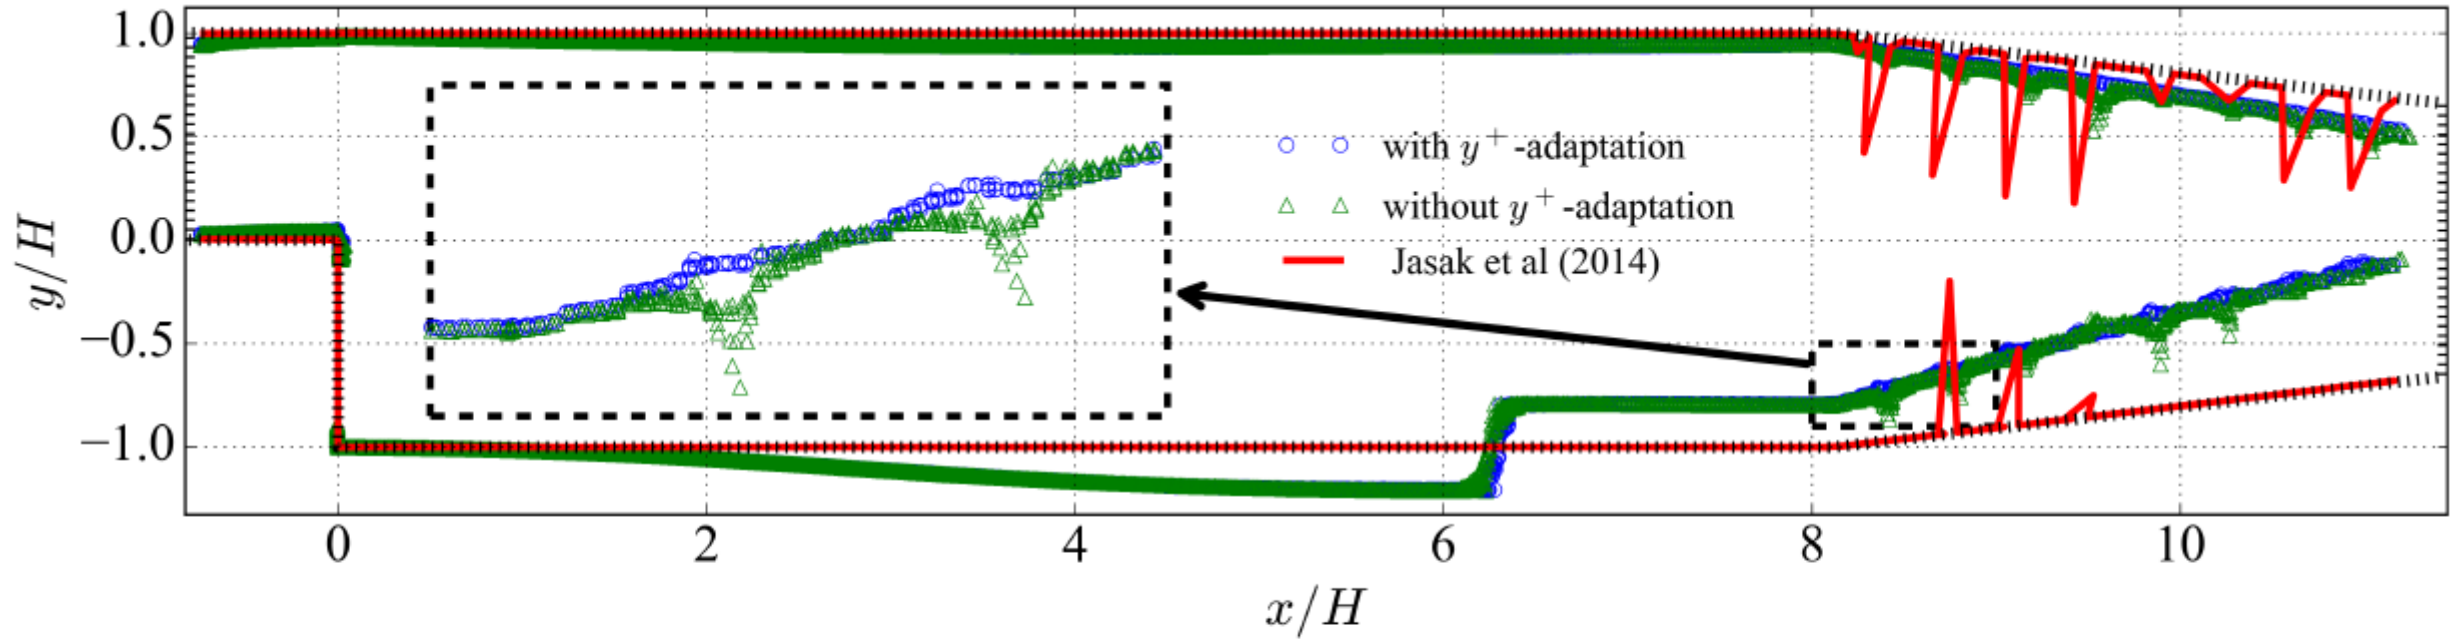 1.0
0.5
0.0
−0.5
−1.0
y/H
with y⁺-adaptation
without y⁺-adaptation
Jasak et al (2014)
0 2 4 6 8 10
x/H